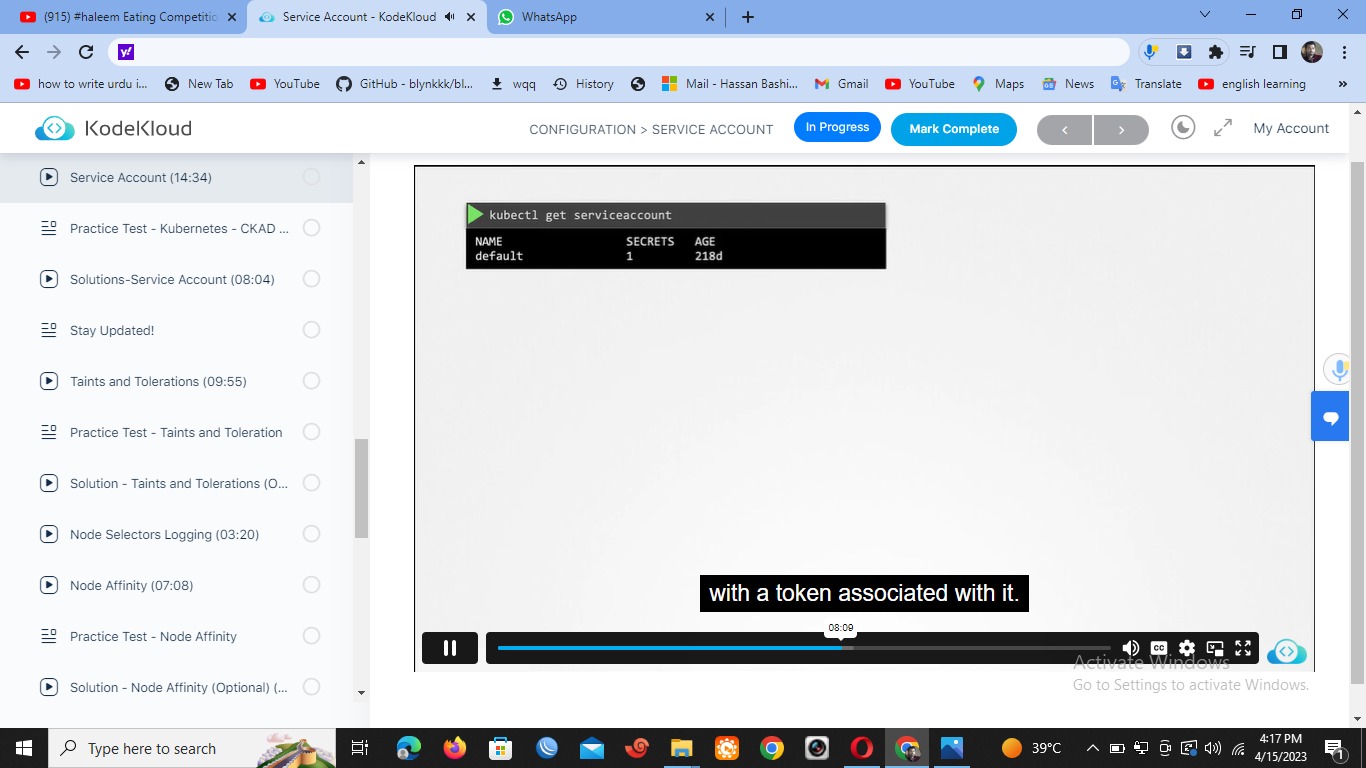 (915) #haleem Eating Competitio
Service Account - KodeKloud
WhatsApp
y!
how to write urdu i...
New Tab
YouTube
GitHub - blynkkk/bl...
wqq
History
Mail - Hassan Bashi...
Gmail
YouTube
Maps
News
Translate
english learning
»
KodeKloud
CONFIGURATION > SERVICE ACCOUNT
In Progress
Mark Complete
My Account
Service Account (14:34)
Practice Test - Kubernetes - CKAD ...
Solutions-Service Account (08:04)
Stay Updated!
Taints and Tolerations (09:55)
Practice Test - Taints and Toleration
Solution - Taints and Tolerations (O...
Node Selectors Logging (03:20)
Node Affinity (07:08)
Practice Test - Node Affinity
Solution - Node Affinity (Optional) (...
kubectl get serviceaccount
NAME SECRETS AGE
default 1 218d
with a token associated with it.
08:09
CC
Activate Windows
Go to Settings to activate Windows.
Type here to search
39°C
4:17 PM
4/15/2023
1